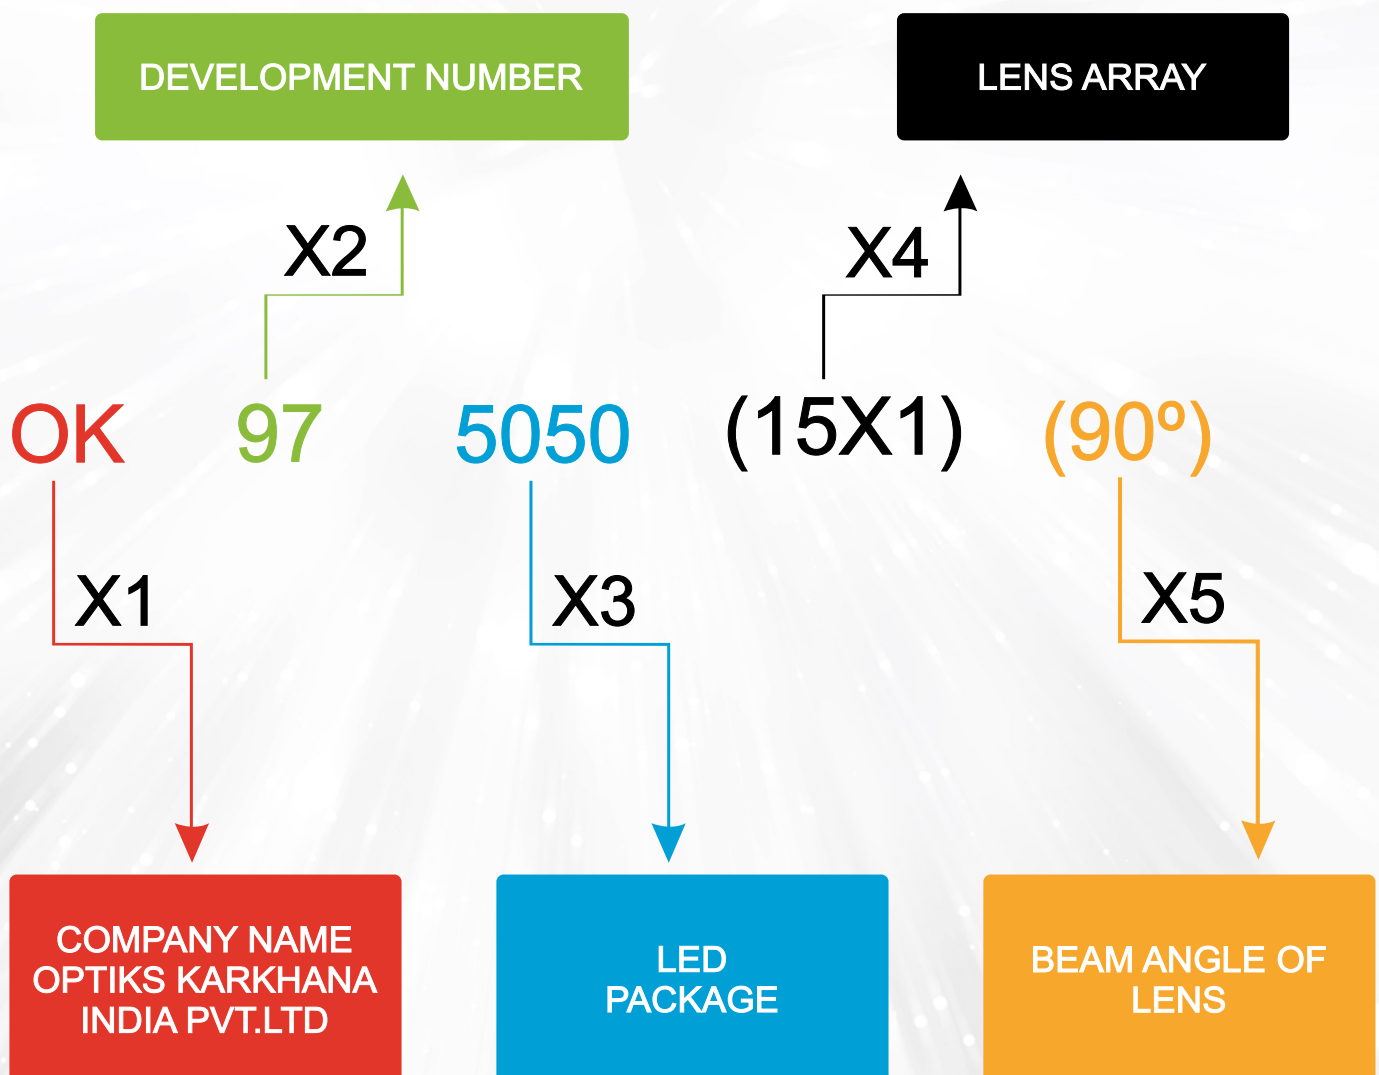 DEVELOPMENT NUMBER
LENS ARRAY
X2
X4
OK 97 5050 (15X1) (90º)
X1
X3
X5
COMPANY NAME
OPTIKS KARKHANA
INDIA PVT.LTD
LED
PACKAGE
BEAM ANGLE OF
LENS